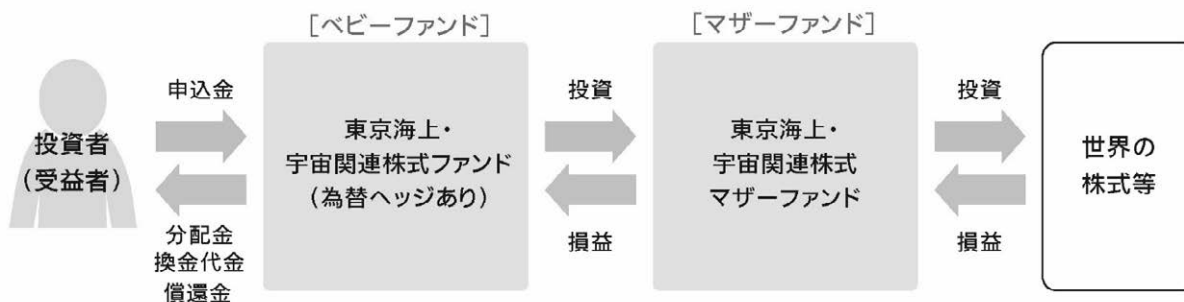 [ベビーファンド]
[マザーファンド]
投資者
(受益者)
申込金
分配金
換金代金
償還金
東京海上・
宇宙関連株式ファンド
(為替ヘッジあり)
投資
損益
東京海上・
宇宙関連株式
マザーファンド
投資
損益
世界の
株式等